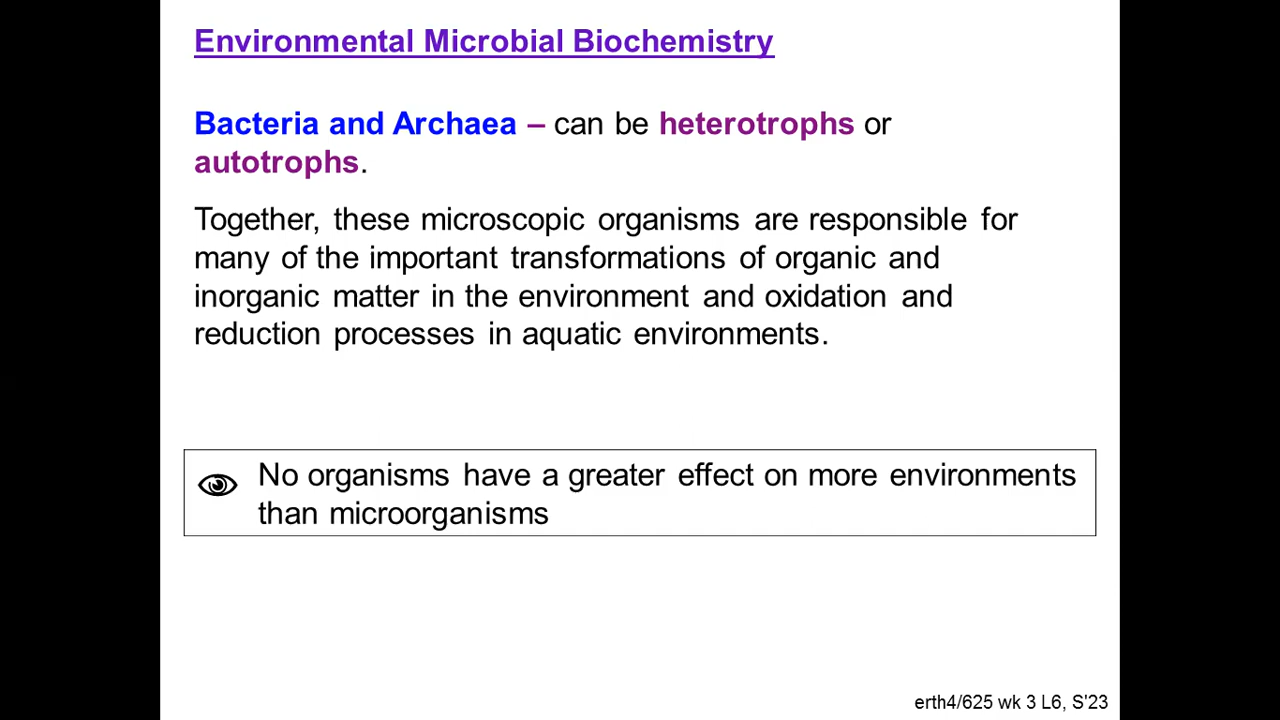 Environmental Microbial Biochemistry
Bacteria and Archaea – can be heterotrophs or
autotrophs.
Together, these microscopic organisms are responsible for
many of the important transformations of organic and
inorganic matter in the environment and oxidation and
reduction processes in aquatic environments.
No organisms have a greater effect on more environments
than microorganisms
erth4/625 wk 3 L6, S'23